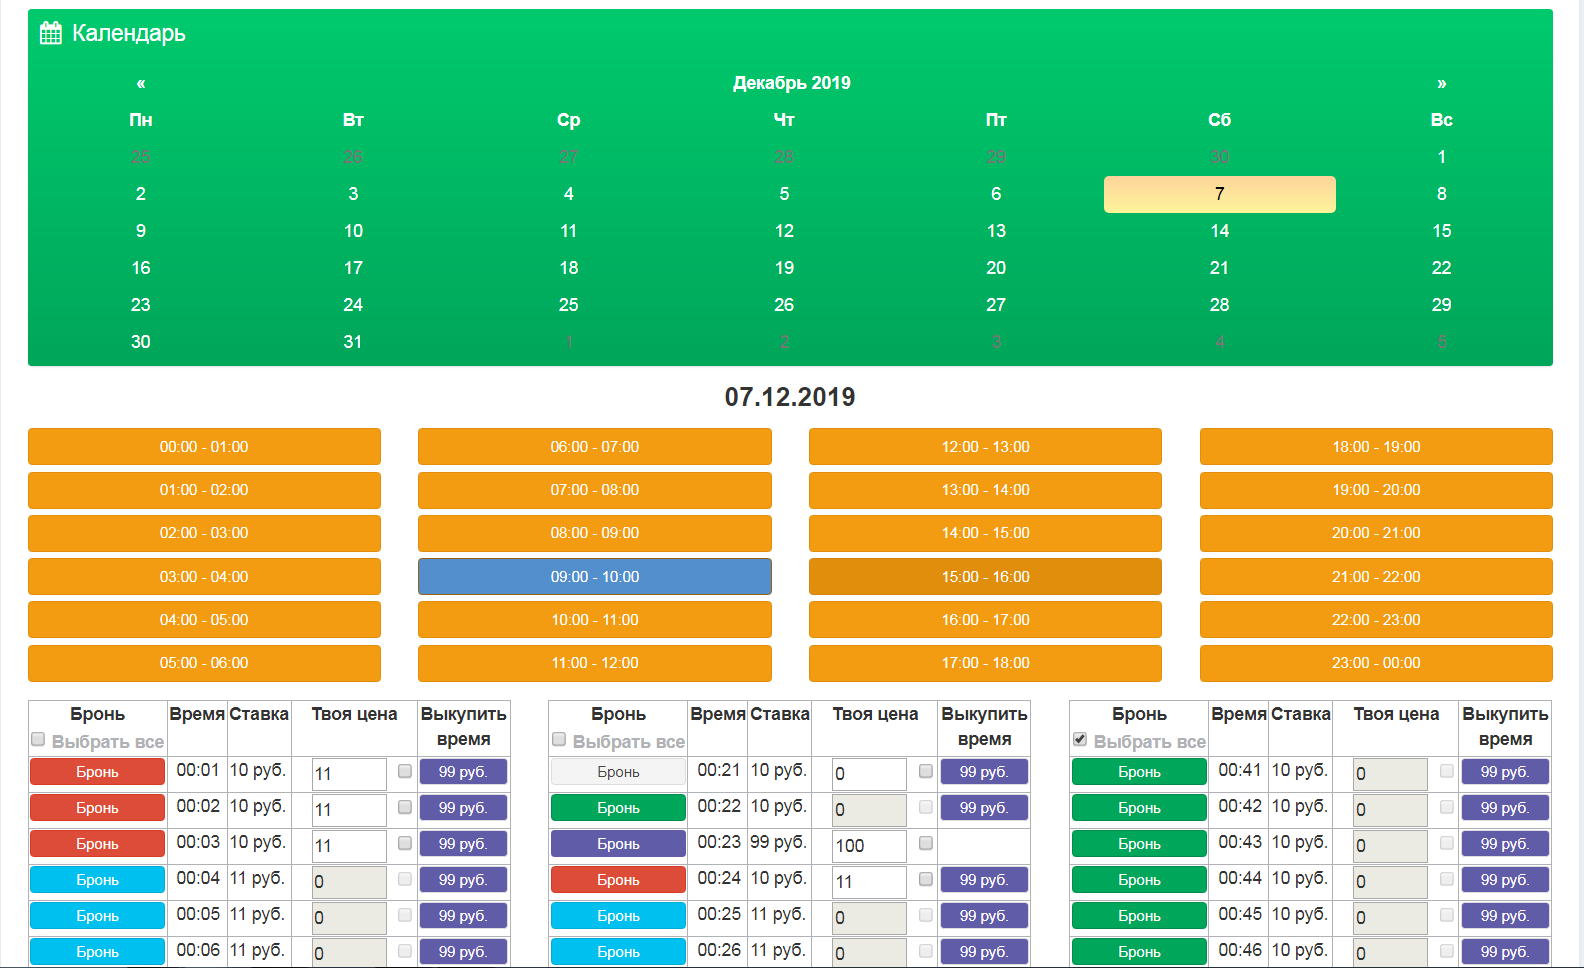 Календарь
« Декабрь 2019 »
Пн Вт Ср Чт Пт Сб Вс
25 26 27 28 29 30 1
2 3 4 5 6 7 8
9 10 11 12 13 14 15
16 17 18 19 20 21 22
23 24 25 26 27 28 29
30 31 1 2 3 4 5
07.12.2019
00:00 - 01:00 06:00 - 07:00 12:00 - 13:00 18:00 - 19:00
01:00 - 02:00 07:00 - 08:00 13:00 - 14:00 19:00 - 20:00
02:00 - 03:00 08:00 - 09:00 14:00 - 15:00 20:00 - 21:00
03:00 - 04:00 09:00 - 10:00 15:00 - 16:00 21:00 - 22:00
04:00 - 05:00 10:00 - 11:00 16:00 - 17:00 22:00 - 23:00
05:00 - 06:00 11:00 - 12:00 17:00 - 18:00 23:00 - 00:00
Бронь Время Ставка Твоя цена Выкупить
Выбрать все время
Бронь 00:01 10 руб. 11 99 руб.
Бронь 00:02 10 руб. 11 99 руб.
Бронь 00:03 10 руб. 11 99 руб.
Бронь 00:04 11 руб. 0 99 руб.
Бронь 00:05 11 руб. 0 99 руб.
Бронь 00:06 11 руб. 0 99 руб.
Бронь Время Ставка Твоя цена Выкупить
Выбрать все время
Бронь 00:21 10 руб. 0 99 руб.
Бронь 00:22 10 руб. 0 99 руб.
Бронь 00:23 99 руб. 100
Бронь 00:24 10 руб. 11 99 руб.
Бронь 00:25 11 руб. 0 99 руб.
Бронь 00:26 11 руб. 0 99 руб.
Бронь Время Ставка Твоя цена Выкупить
Выбрать все время
Бронь 00:41 10 руб. 0 99 руб.
Бронь 00:42 10 руб. 0 99 руб.
Бронь 00:43 10 руб. 0 99 руб.
Бронь 00:44 10 руб. 0 99 руб.
Бронь 00:45 10 руб. 0 99 руб.
Бронь 00:46 10 руб. 0 99 руб.